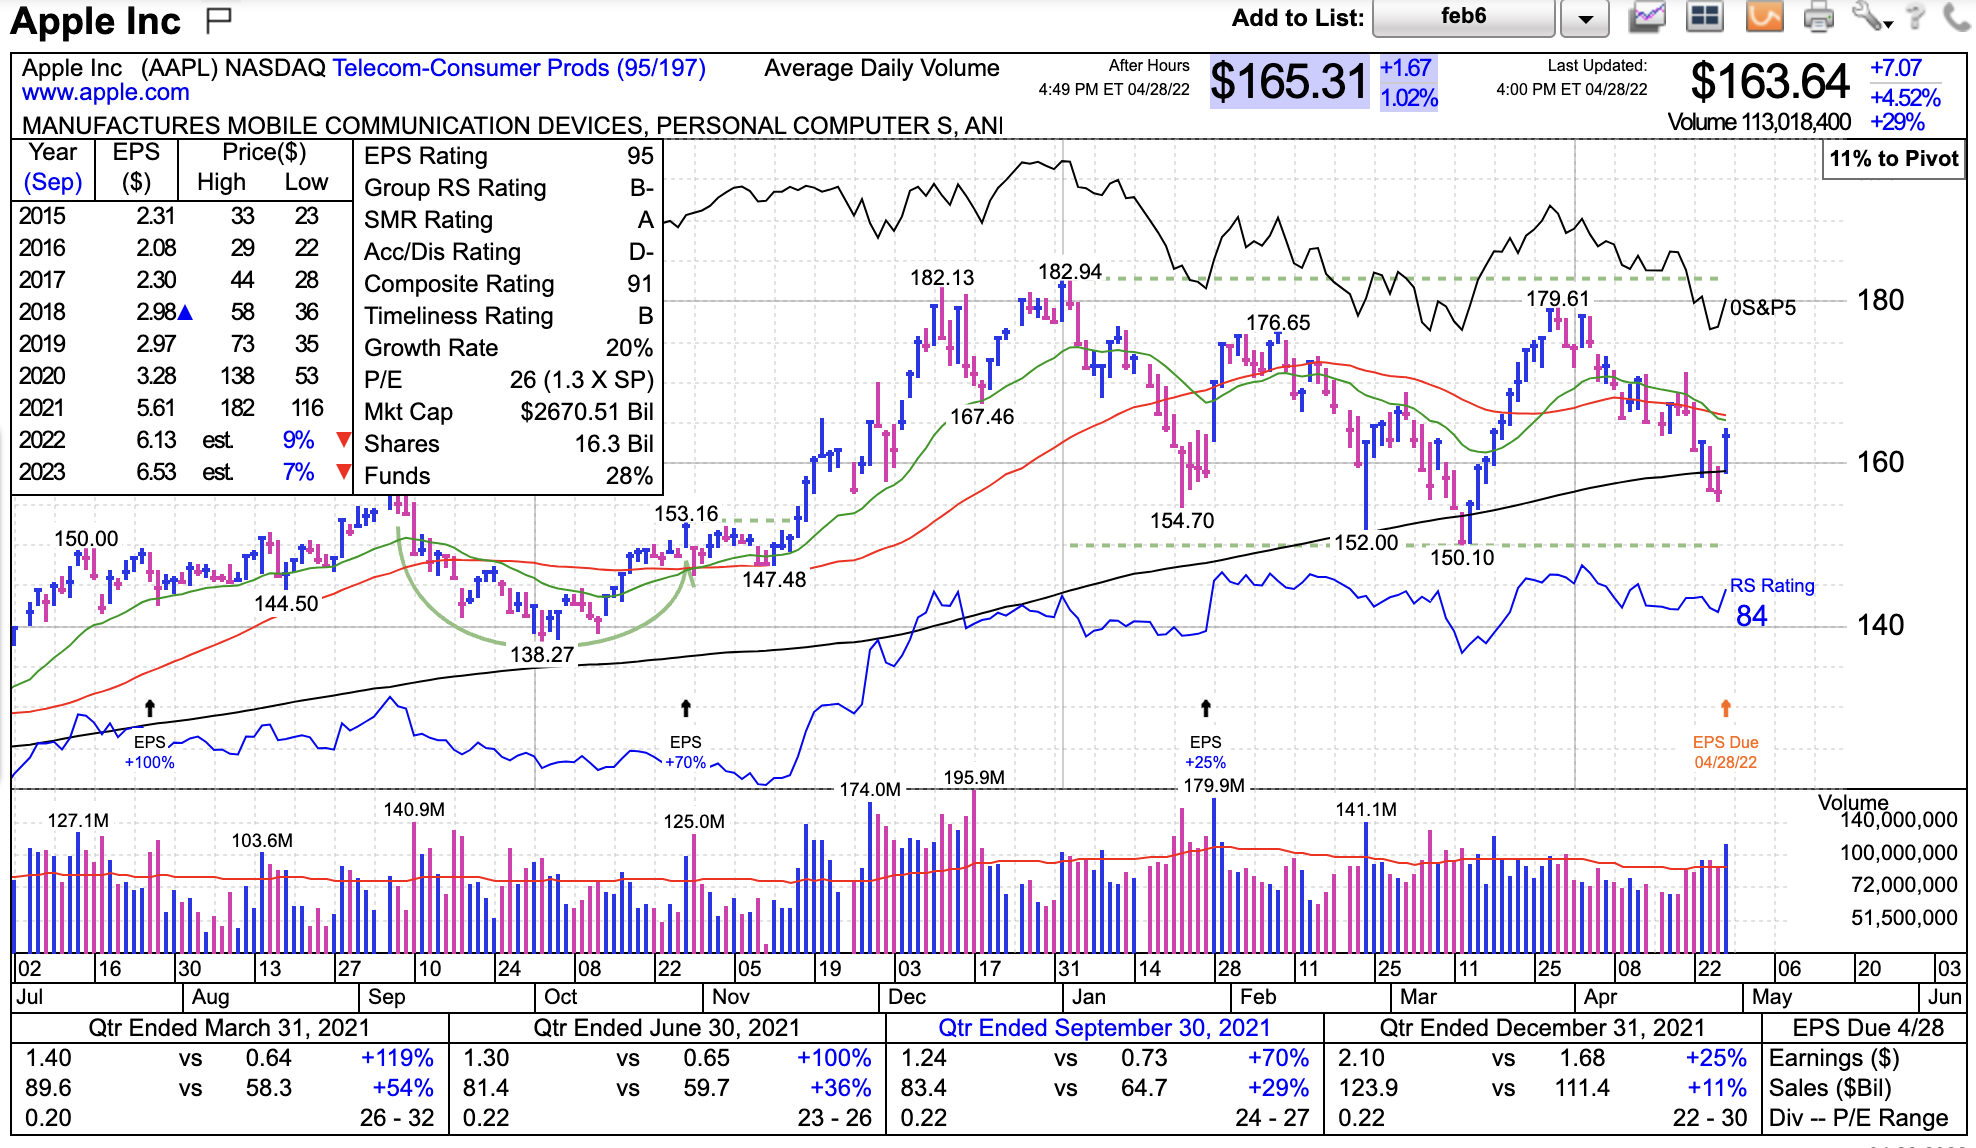 Apple Inc
Add to List: feb6
Apple Inc (AAPL) NASDAQ Telecom-Consumer Prods (95/197) Average Daily Volume
After Hours
4:49 PM ET 04/28/22
$165.31
+1.67
1.02%
Last Updated:
4:00 PM ET 04/28/22
$163.64
+7.07
+4.52%
www.apple.com
MANUFACTURES MOBILE COMMUNICATION DEVICES, PERSONAL COMPUTER S, ANI
Volume 113,018,400 +29%
11% to Pivot
Year EPS Price($)
(Sep) ($) High Low
2015 2.31 33 23
2016 2.08 29 22
2017 2.30 44 28
2018 2.98 58 36
2019 2.97 73 35
2020 3.28 138 53
2021 5.61 182 116
2022 6.13 est. 9%
2023 6.53 est. 7%
EPS Rating 95
Group RS Rating B-
SMR Rating A
Acc/Dis Rating D-
Composite Rating 91
Timeliness Rating B
Growth Rate 20%
P/E 26 (1.3 X SP)
Mkt Cap $2670.51 Bil
Shares 16.3 Bil
Funds 28%
182.13
182.94
179.61
180
0S&P5
176.65
167.46
160
153.16
154.70
150.00
152.00
150.10
147.48
144.50
RS Rating
84
140
138.27
EPS
+100%
EPS
+70%
EPS
+25%
EPS Due
04/28/22
127.1M
103.6M
140.9M
125.0M
174.0M
195.9M
179.9M
141.1M
Volume
140,000,000
100,000,000
72,000,000
51,500,000
02 16 30 13 27 10 24 08 22 05 19 03 17 31 14 28 11 25 11 25 08 22 06 20 03
Jul Aug Sep Oct Nov Dec Jan Feb Mar Apr May Jun
Qtr Ended March 31, 2021 Qtr Ended June 30, 2021 Qtr Ended September 30, 2021 Qtr Ended December 31, 2021 EPS Due 4/28
1.40 vs 0.64 +119% 1.30 vs 0.65 +100% 1.24 vs 0.73 +70% 2.10 vs 1.68 +25% Earnings ($)
89.6 vs 58.3 +54% 81.4 vs 59.7 +36% 83.4 vs 64.7 +29% 123.9 vs 111.4 +11% Sales ($Bil)
0.20 26 - 32 0.22 23 - 26 0.22 24 - 27 0.22 22 - 30 Div -- P/E Range